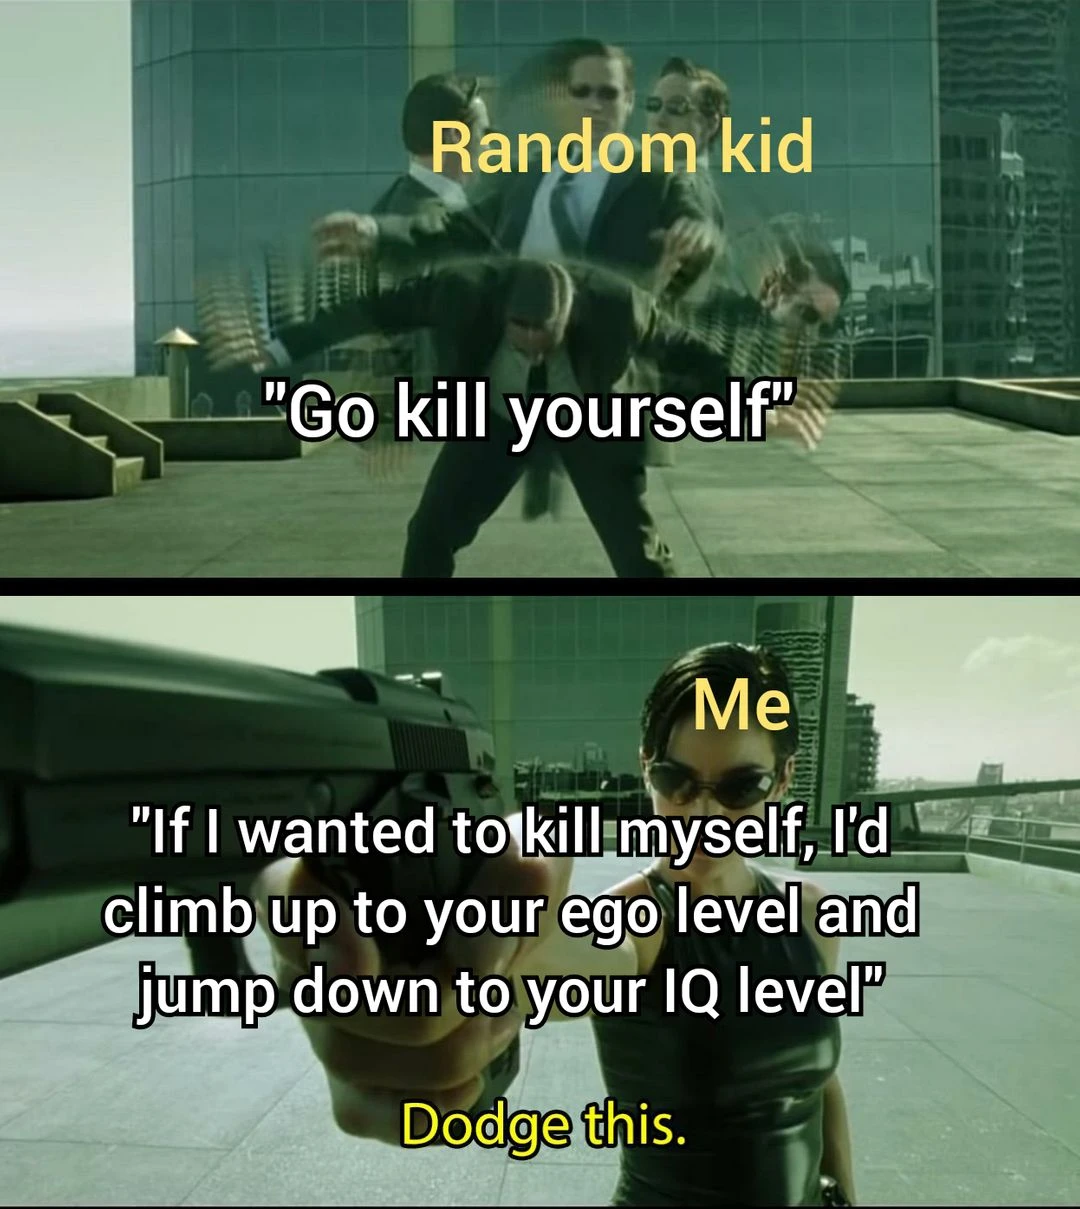 Random kid
"Go kill yourself"
Me
"If I wanted to kill myself, I'd
climb up to your ego level and
jump down to your IQ level"
Dodge this.